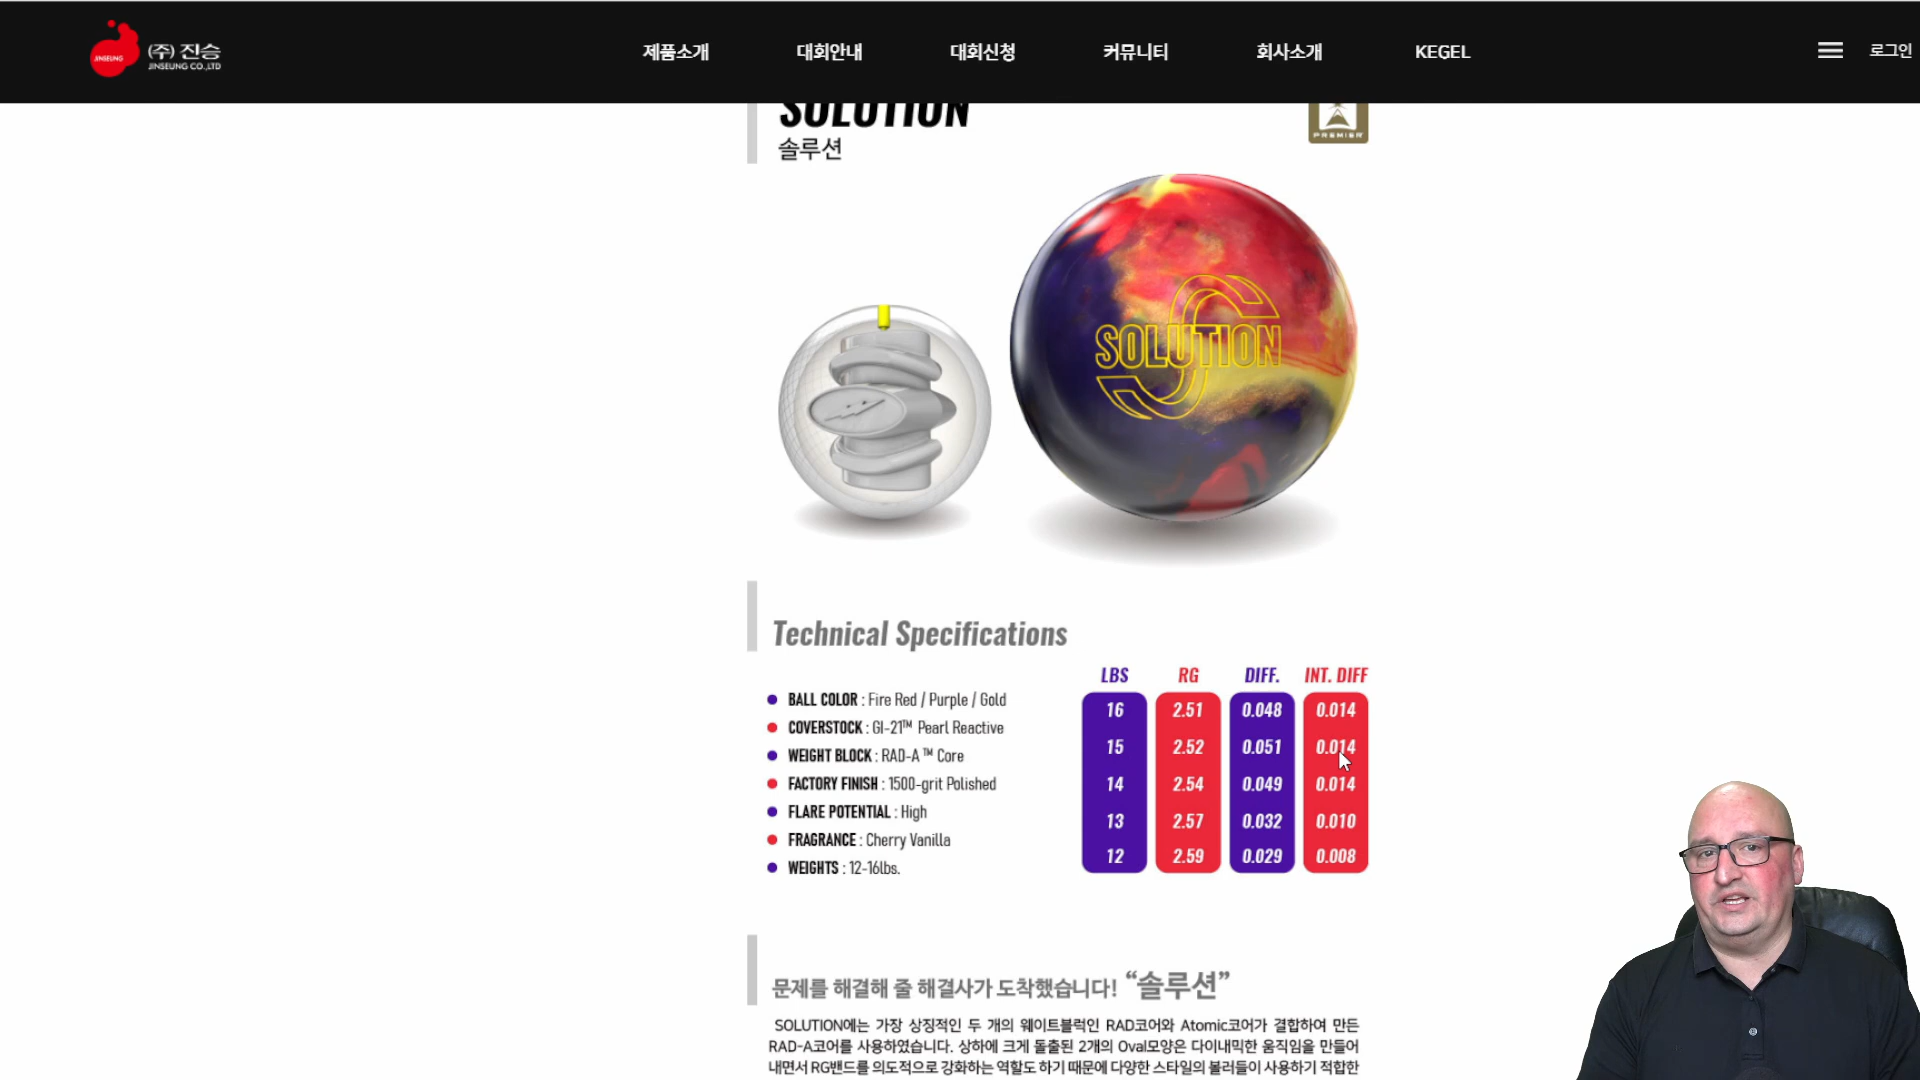 JINSEUNG
(주) 진승
JINSEUNG CO.,LTD
제품소개
대회안내
대회신청
커뮤니티
회사소개
KEGEL
로그인
SOLUTION
솔루션
PREMIER
SOLUTION
Technical Specifications
BALL COLOR : Fire Red / Purple / Gold
COVERSTOCK : GI-21™ Pearl Reactive
WEIGHT BLOCK : RAD-A ™ Core
FACTORY FINISH : 1500-grit Polished
FLARE POTENTIAL : High
FRAGRANCE : Cherry Vanilla
WEIGHTS : 12-16lbs.
LBS RG DIFF. INT. DIFF
16 2.51 0.048 0.014
15 2.52 0.051 0.014
14 2.54 0.049 0.014
13 2.57 0.032 0.010
12 2.59 0.029 0.008
문제를 해결해 줄 해결사가 도착했습니다! “솔루션”
SOLUTION에는 가장 상징적인 두 개의 웨이트블럭인 RAD코어와 Atomic코어가 결합하여 만든
RAD-A코어를 사용하였습니다. 상하에 크게 돌출된 2개의 Oval모양은 다이내믹한 움직임을 만들어
내면서 RG밴드를 의도적으로 강화하는 역할도 하기 때문에 다양한 스타일의 볼러들이 사용하기 적합한